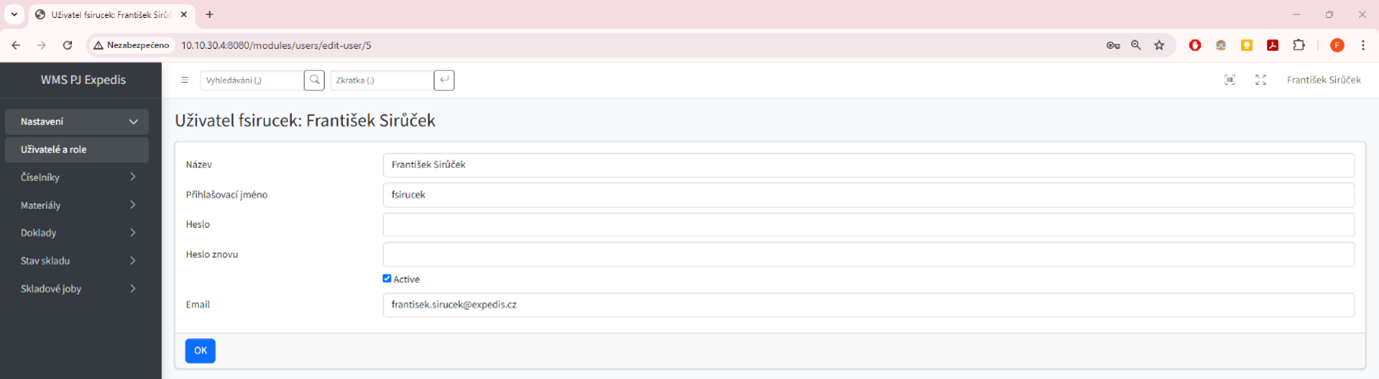 Uživatel fsirucek: František Sirůč
Nezabezpečeno 10.10.30.4:8080/modules/users/edit-user/5
F
WMS PJ Expedis
Vyhledávání (,) Zkratka (.) František Sirůček
Nastavení
Uživatelé a role
Číselníky
Materiály
Doklady
Stav skladu
Skladové joby
Uživatel fsirucek: František Sirůček
Název František Sirůček
Přihlašovací jméno fsirucek
Heslo
Heslo znovu
Active
Email frantisek.sirucek@expedis.cz
OK